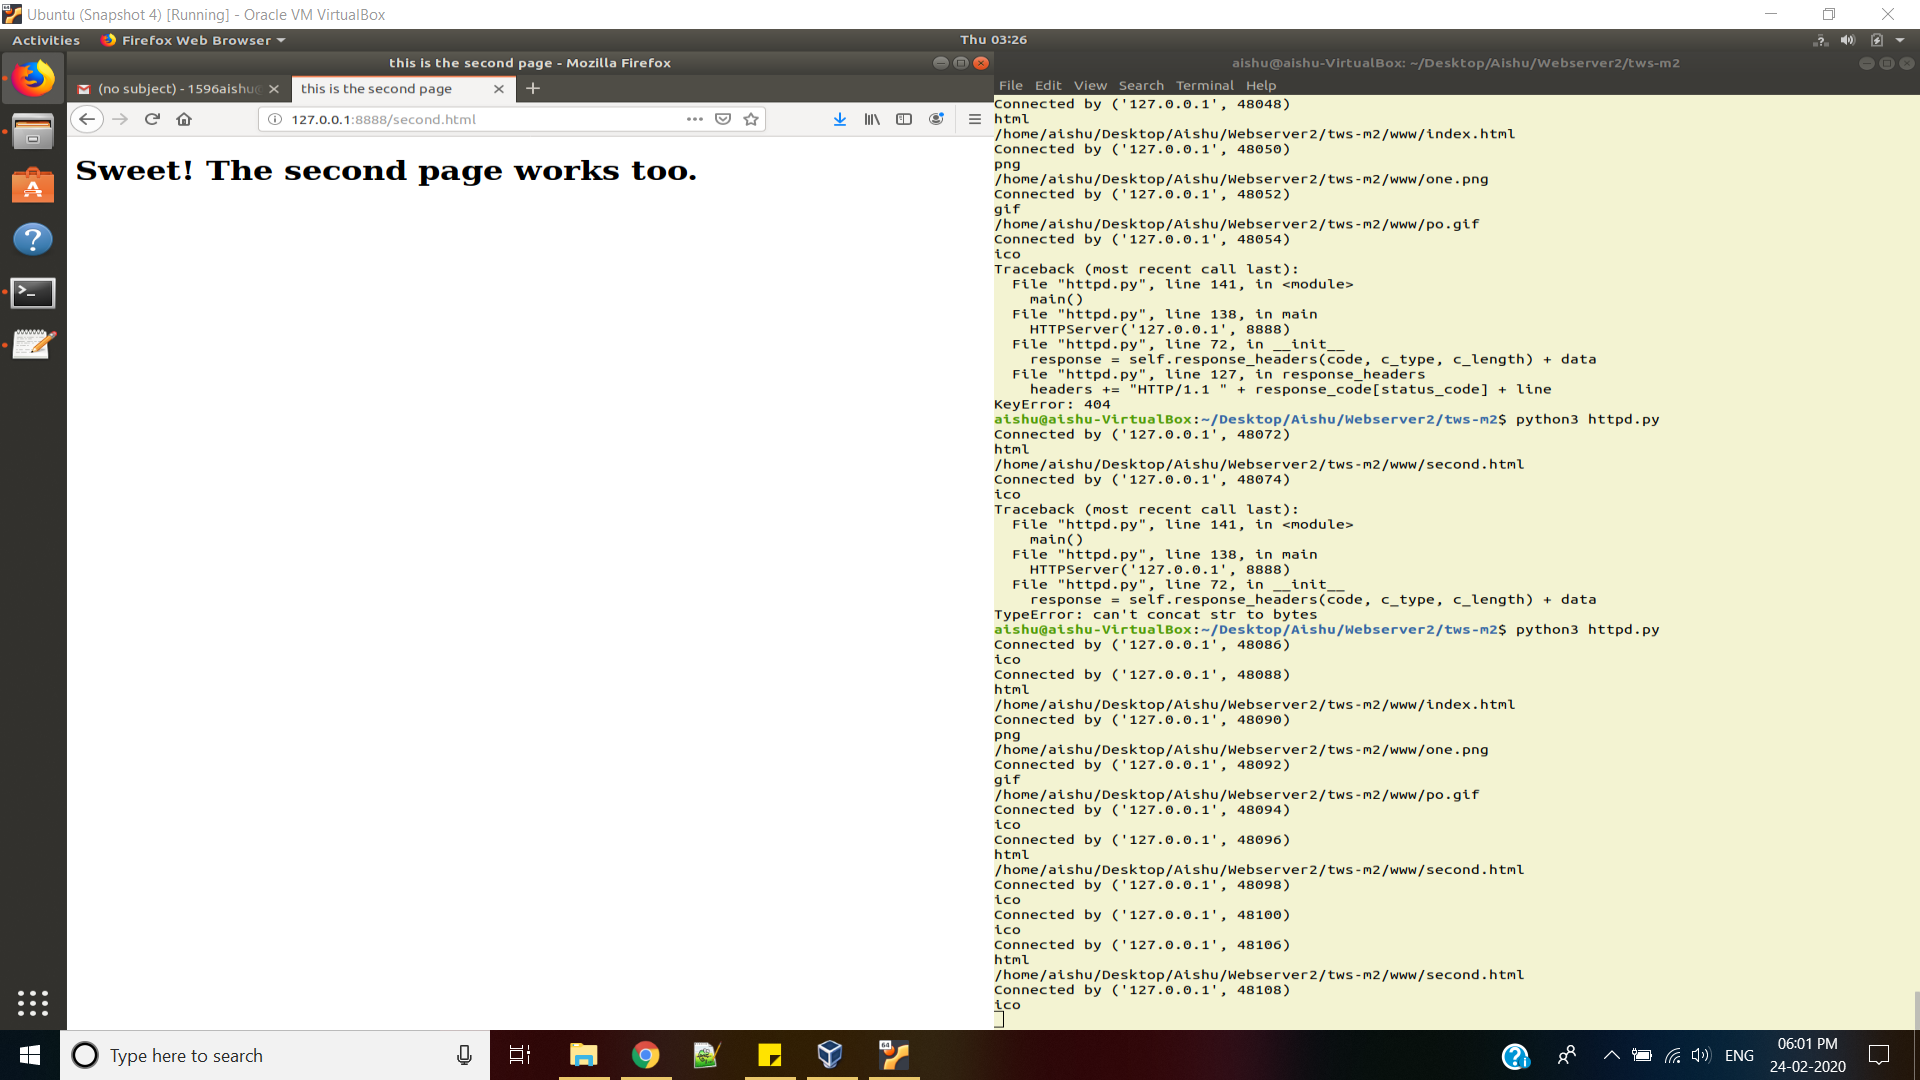 Ubuntu (Snapshot 4) [Running] - Oracle VM VirtualBox
Activities Firefox Web Browser Thu 03:26
this is the second page - Mozilla Firefox
(no subject) - 1596aishu@
this is the second page
127.0.0.1:8888/second.html
Sweet! The second page works too.
aishu@aishu-VirtualBox: ~/Desktop/Aishu/Webserver2/tws-m2
File Edit View Search Terminal Help
Connected by ('127.0.0.1', 48048)
html
/home/aishu/Desktop/Aishu/Webserver2/tws-m2/www/index.html
Connected by ('127.0.0.1', 48050)
png
/home/aishu/Desktop/Aishu/Webserver2/tws-m2/www/one.png
Connected by ('127.0.0.1', 48052)
gif
/home/aishu/Desktop/Aishu/Webserver2/tws-m2/www/po.gif
Connected by ('127.0.0.1', 48054)
ico
Traceback (most recent call last):
  File "httpd.py", line 141, in <module>
    main()
  File "httpd.py", line 138, in main
    HTTPServer('127.0.0.1', 8888)
  File "httpd.py", line 72, in __init__
    response = self.response_headers(code, c_type, c_length) + data
  File "httpd.py", line 127, in response_headers
    headers += "HTTP/1.1 " + response_code[status_code] + line
KeyError: 404
aishu@aishu-VirtualBox:~/Desktop/Aishu/Webserver2/tws-m2$ python3 httpd.py
Connected by ('127.0.0.1', 48072)
html
/home/aishu/Desktop/Aishu/Webserver2/tws-m2/www/second.html
Connected by ('127.0.0.1', 48074)
ico
Traceback (most recent call last):
  File "httpd.py", line 141, in <module>
    main()
  File "httpd.py", line 138, in main
    HTTPServer('127.0.0.1', 8888)
  File "httpd.py", line 72, in __init__
    response = self.response_headers(code, c_type, c_length) + data
TypeError: can't concat str to bytes
aishu@aishu-VirtualBox:~/Desktop/Aishu/Webserver2/tws-m2$ python3 httpd.py
Connected by ('127.0.0.1', 48086)
ico
Connected by ('127.0.0.1', 48088)
html
/home/aishu/Desktop/Aishu/Webserver2/tws-m2/www/index.html
Connected by ('127.0.0.1', 48090)
png
/home/aishu/Desktop/Aishu/Webserver2/tws-m2/www/one.png
Connected by ('127.0.0.1', 48092)
gif
/home/aishu/Desktop/Aishu/Webserver2/tws-m2/www/po.gif
Connected by ('127.0.0.1', 48094)
ico
Connected by ('127.0.0.1', 48096)
html
/home/aishu/Desktop/Aishu/Webserver2/tws-m2/www/second.html
Connected by ('127.0.0.1', 48098)
ico
Connected by ('127.0.0.1', 48100)
ico
Connected by ('127.0.0.1', 48106)
html
/home/aishu/Desktop/Aishu/Webserver2/tws-m2/www/second.html
Connected by ('127.0.0.1', 48108)
ico
Type here to search
ENG
06:01 PM
24-02-2020